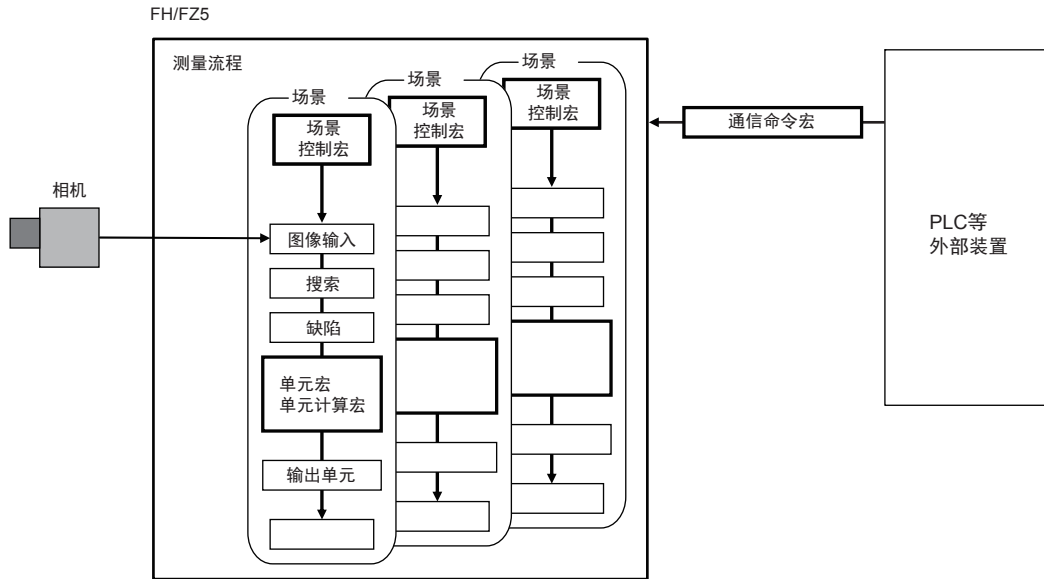 FH/FZ5
测量流程
场景
场景
控制宏
图像输入
搜索
缺陷
单元宏
单元计算宏
输出单元
场景
场景
控制宏
场景
场景
控制宏
相机
通信命令宏
PLC等
外部装置